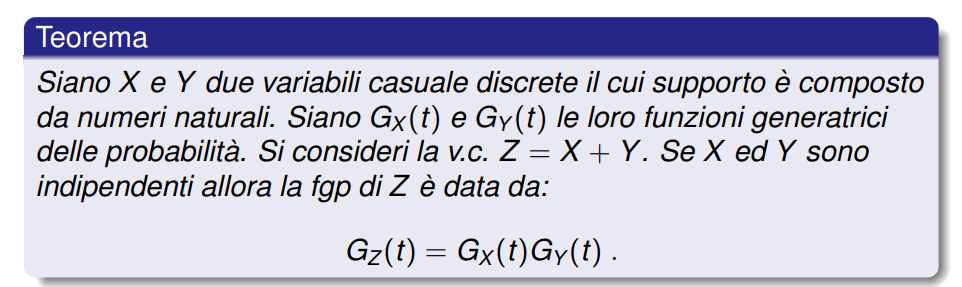 Teorema
Siano X e Y due variabili casuale discrete il cui supporto è composto
da numeri naturali. Siano G_X(t) e G_Y(t) le loro funzioni generatrici
delle probabilità. Si consideri la v.c. Z = X + Y. Se X ed Y sono
indipendenti allora la fgp di Z è data da:
G_Z(t) = G_X(t)G_Y(t) .